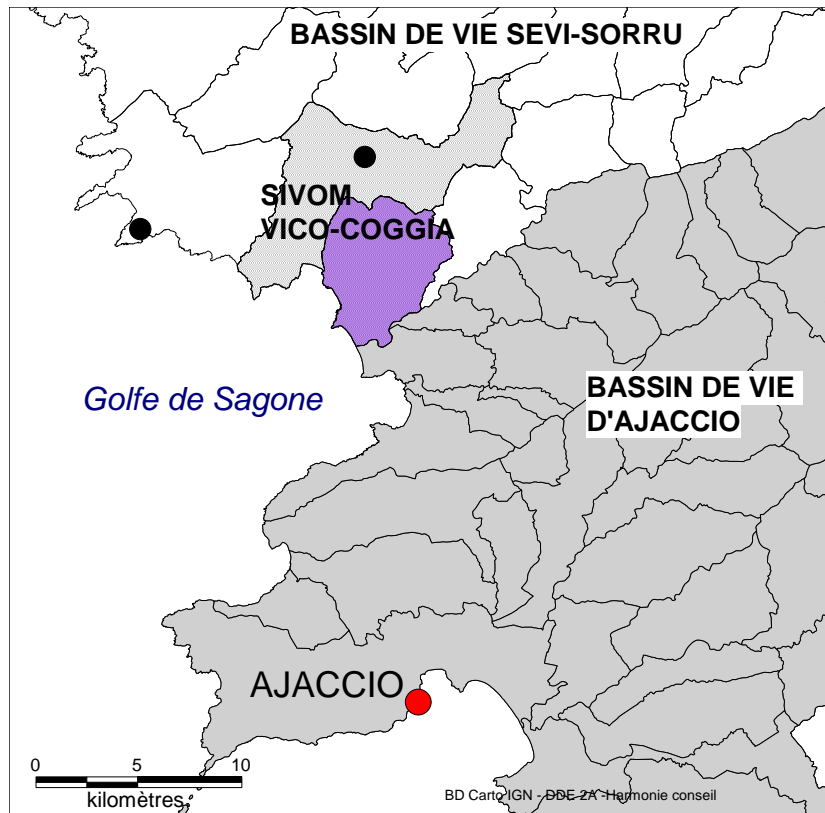 BASSIN DE VIE SEVI-SORRU
SIVOM
VICO-COGGIA
Golfe de Sagone
BASSIN DE VIE
D'AJACCIO
AJACCIO
0 5 10
kilomètres
BD Carto IGN - DDE 2A -Harmonie conseil